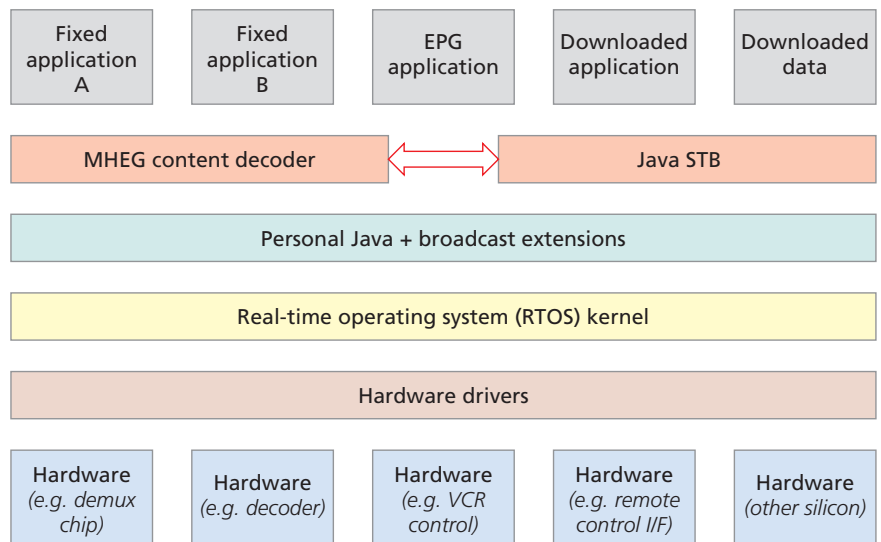 Fixed
application
A
Fixed
application
B
EPG
application
Downloaded
application
Downloaded
data
MHEG content decoder
Java STB
Personal Java + broadcast extensions
Real-time operating system (RTOS) kernel
Hardware drivers
Hardware
(e.g. demux
chip)
Hardware
(e.g. decoder)
Hardware
(e.g. VCR
control)
Hardware
(e.g. remote
control I/F)
Hardware
(other silicon)